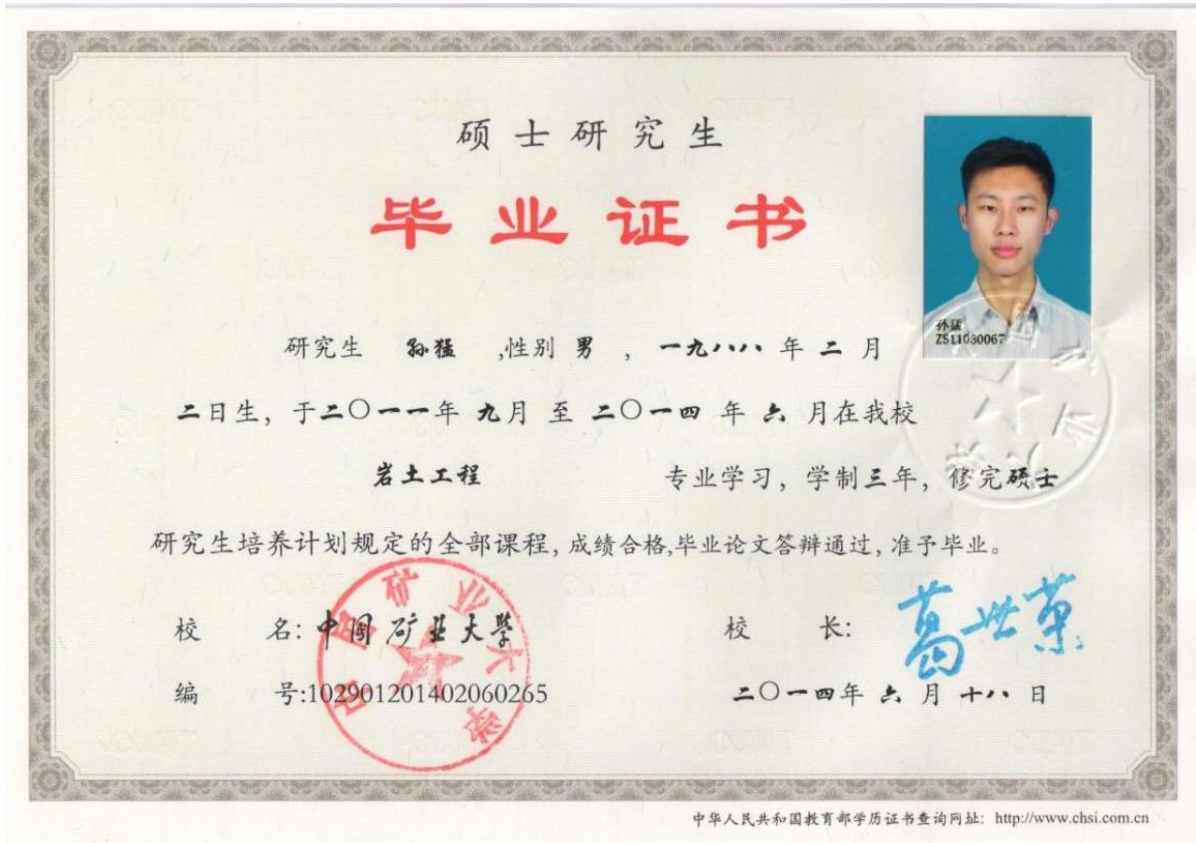 硕士研究生
毕业证书
孙猛
ZS11030067
研究生 孙猛 ,性别 男 , 一九八八 年 二 月
二日生, 于二〇一一年 九月 至 二〇一四 年 六 月在我校
岩土工程 专业学习, 学制三年, 修完硕士
研究生培养计划规定的全部课程, 成绩合格,毕业论文答辩通过, 准予毕业。
校 名: 中国矿业大学 校 长: 葛世荣
编 号:102901201402060265 二〇一四年 六 月 十八 日
中国矿业大学
中华人民共和国教育部学历证书查询网址: http://www.chsi.com.cn